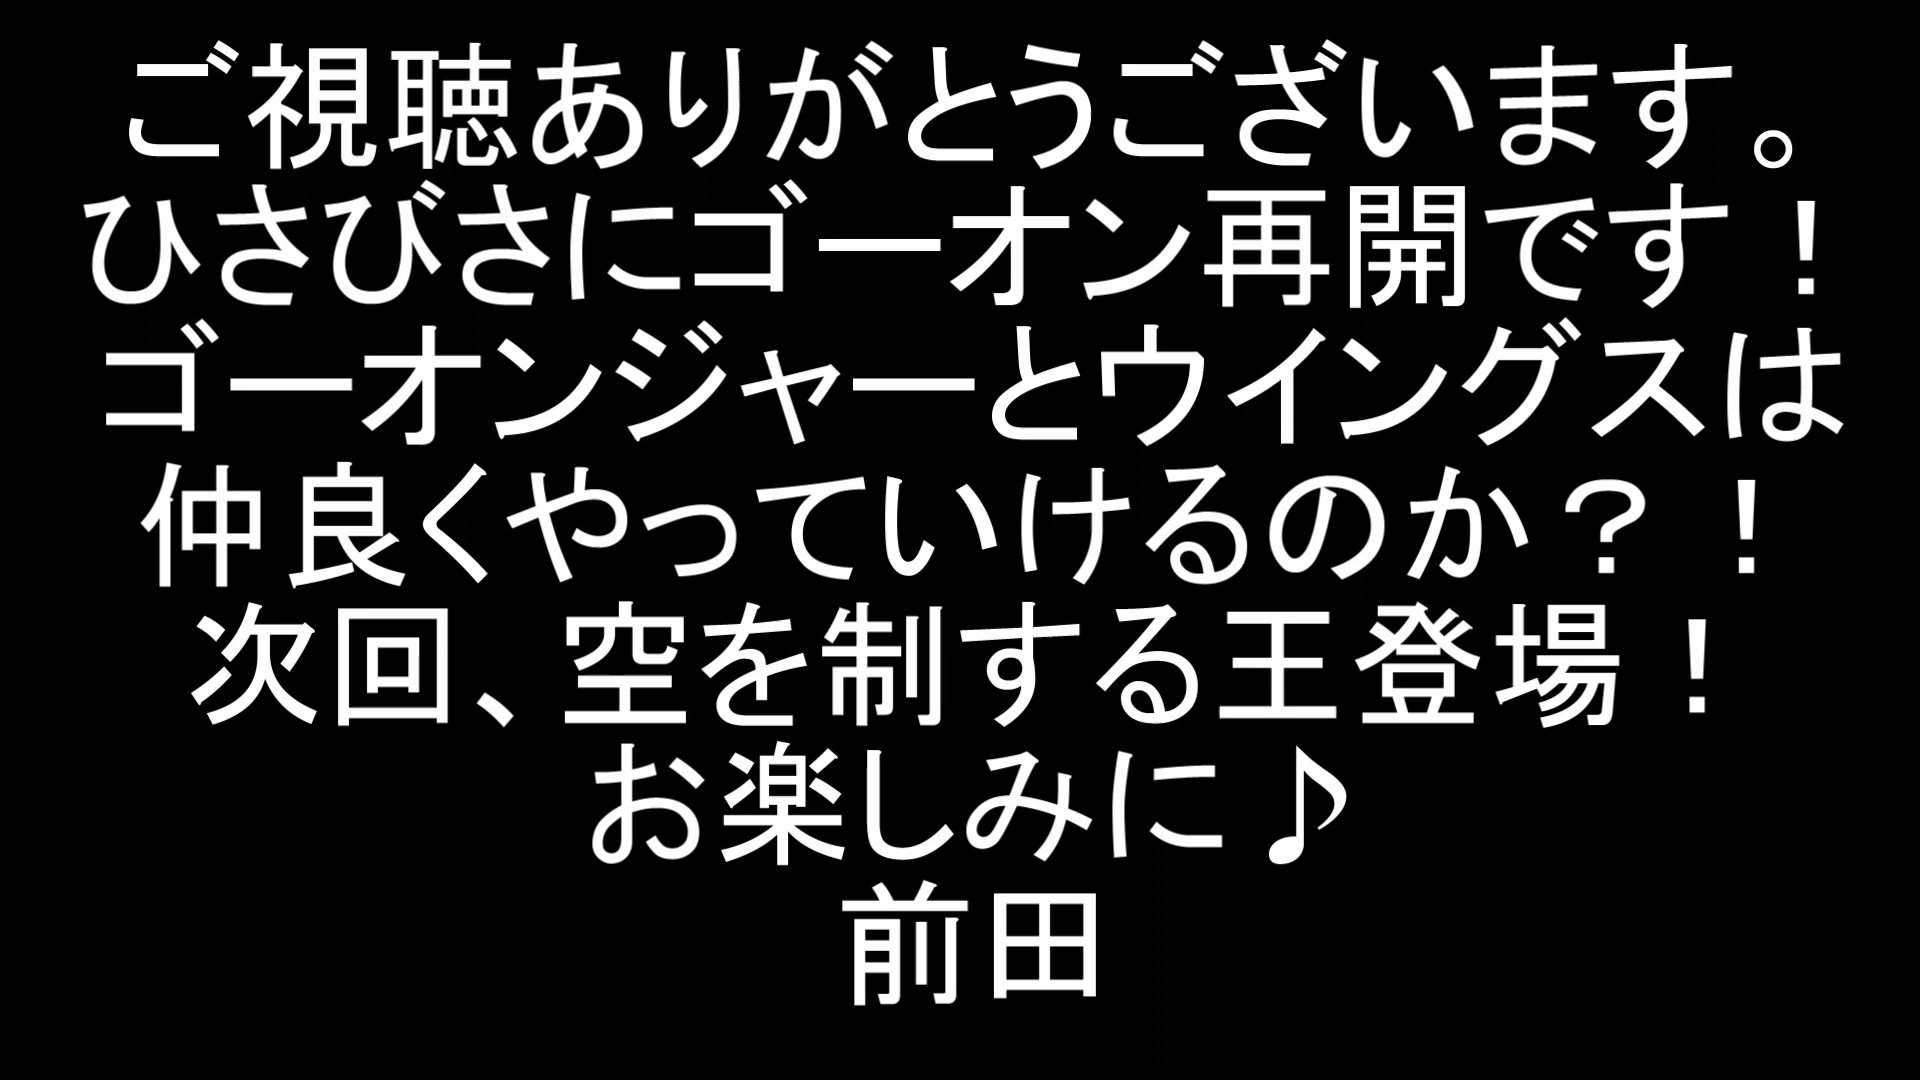 ご視聴ありがとうございます。
ひさびさにゴーオン再開です！
ゴーオンジャーとウイングスは
仲良くやっていけるのか？！
次回、空を制する王登場！
お楽しみに♪
前田